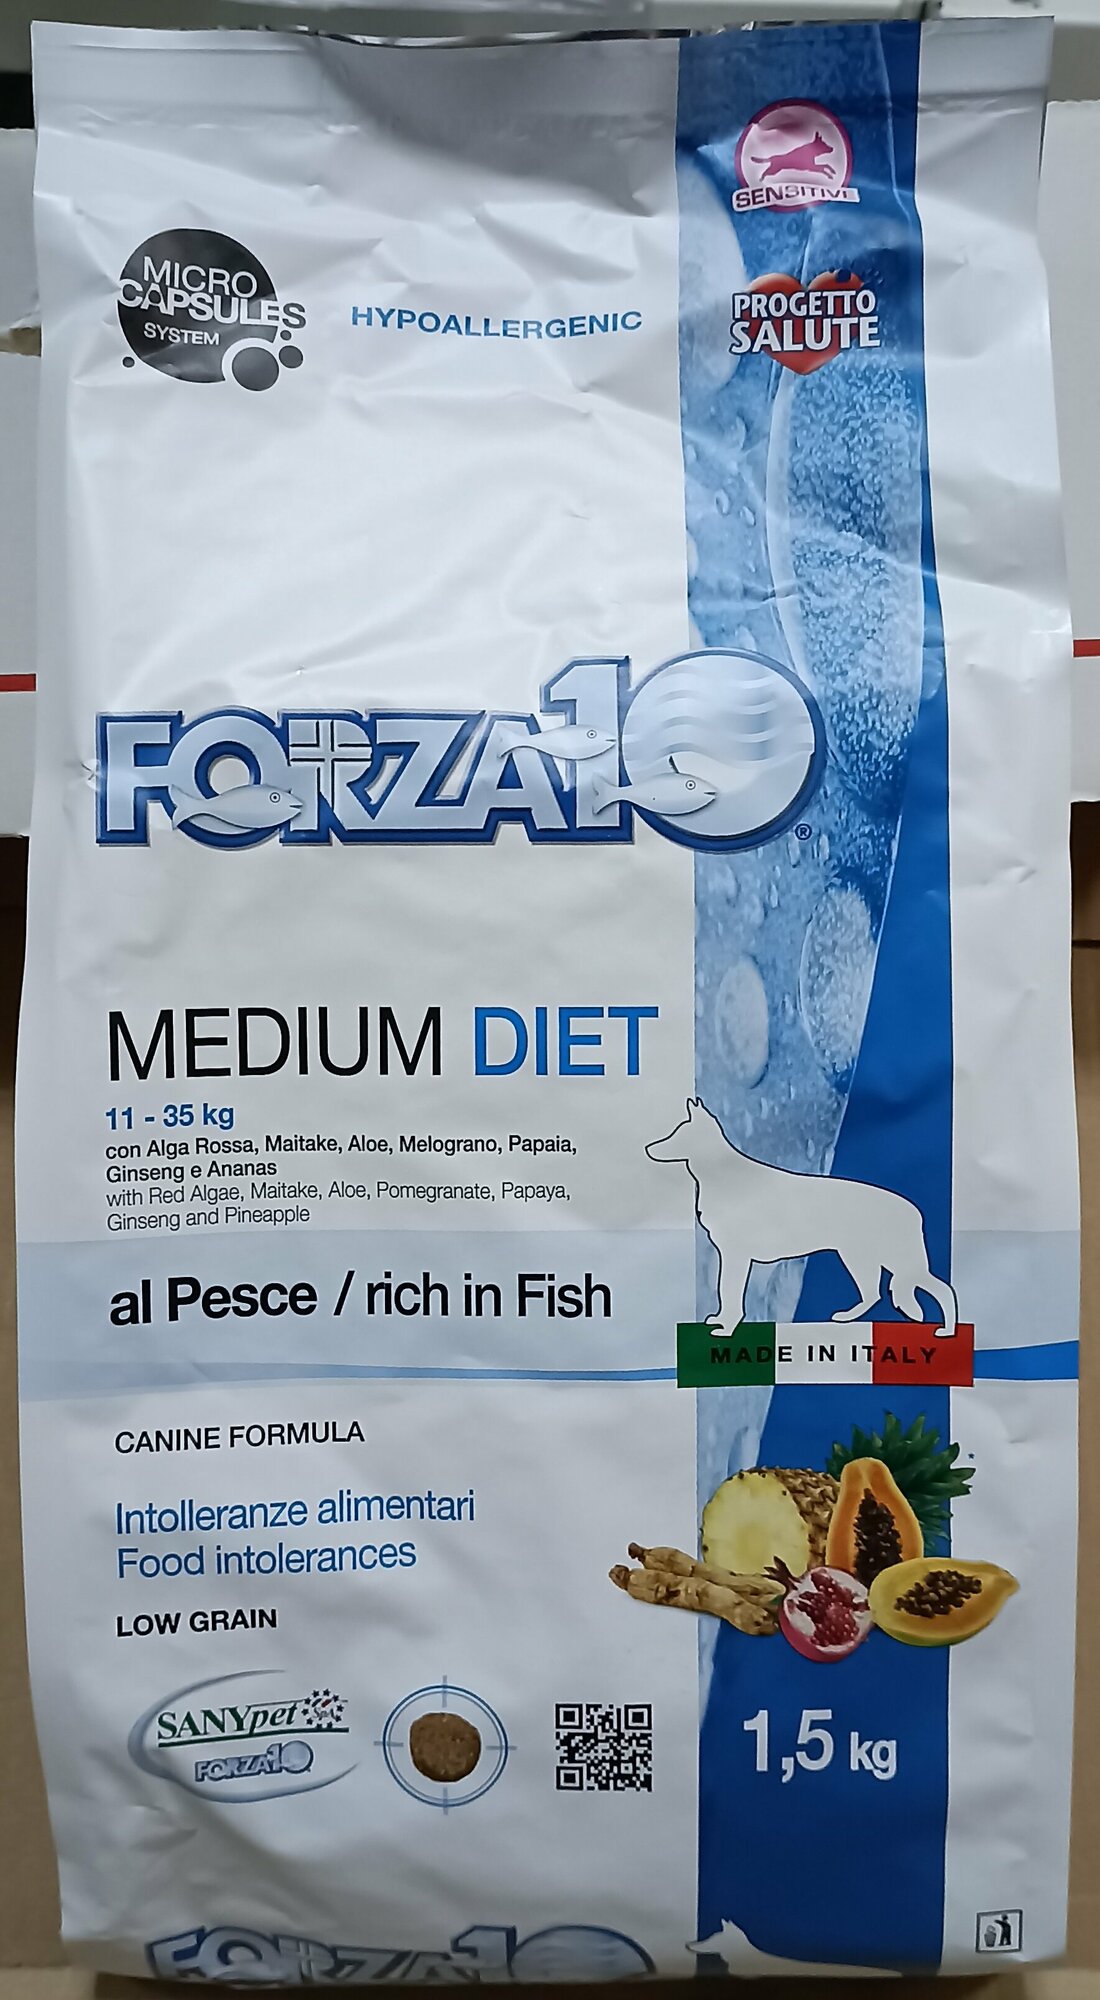 SENSITIVE
MICRO
CAPSULES
SYSTEM
HYPOALLERGENIC
PROGETTO
SALUTE
FORZA10
®
MEDIUM DIET
11 - 35 kg
con Alga Rossa, Maitake, Aloe, Melograno, Papaia,
Ginseng e Ananas
with Red Algae, Maitake, Aloe, Pomegranate, Papaya,
Ginseng and Pineapple
al Pesce / rich in Fish
MADE IN ITALY
CANINE FORMULA
Intolleranze alimentari
Food intolerances
LOW GRAIN
SANYpet SpA
FORZA10
1,5 kg
FORZA10